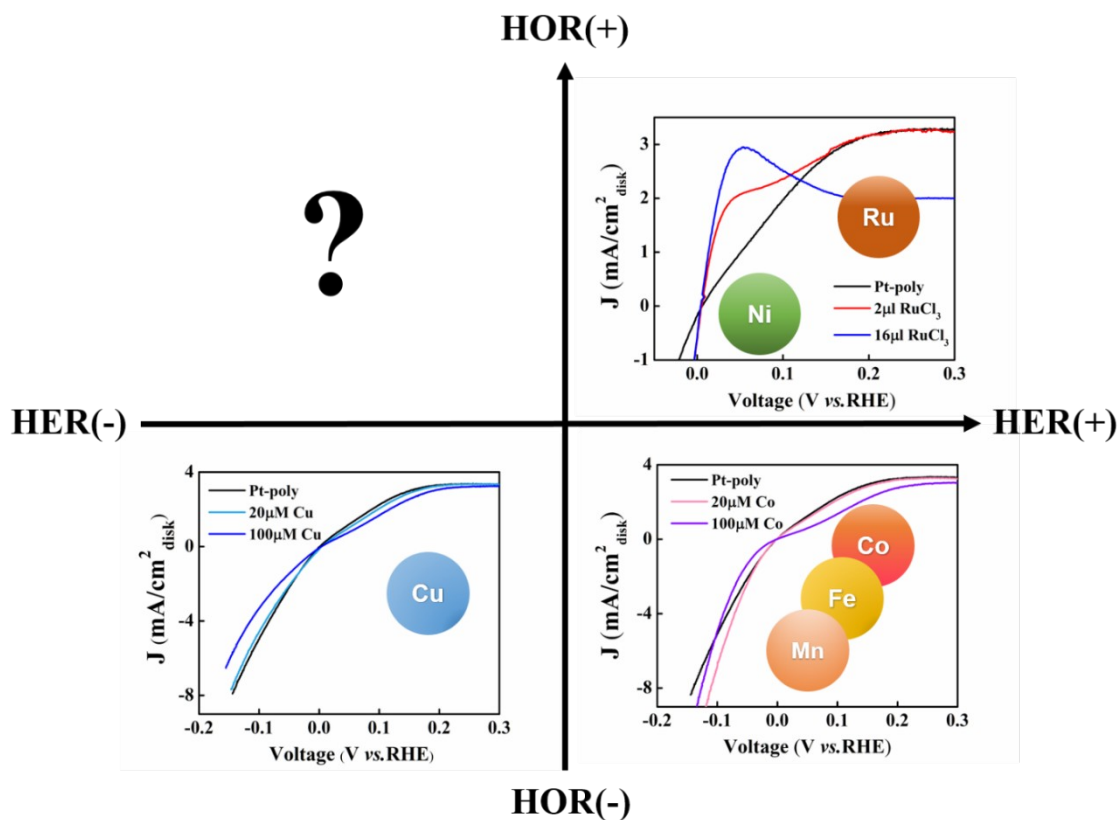 HOR(+)
?
J (mA/cm²disk)
3
2
1
0
-1
Ru
Ni
Pt-poly
2μl RuCl₃
16μl RuCl₃
0.0 0.1 0.2 0.3
Voltage (V vs.RHE)
HER(-)
HER(+)
J (mA/cm²disk)
4
0
-4
-8
Pt-poly
20μM Cu
100μM Cu
Cu
-0.2 -0.1 0.0 0.1 0.2 0.3
Voltage (V vs.RHE)
J (mA/cm²disk)
4
0
-4
-8
Pt-poly
20μM Co
100μM Co
Co
Fe
Mn
-0.2 -0.1 0.0 0.1 0.2 0.3
Voltage (V vs.RHE)
HOR(-)